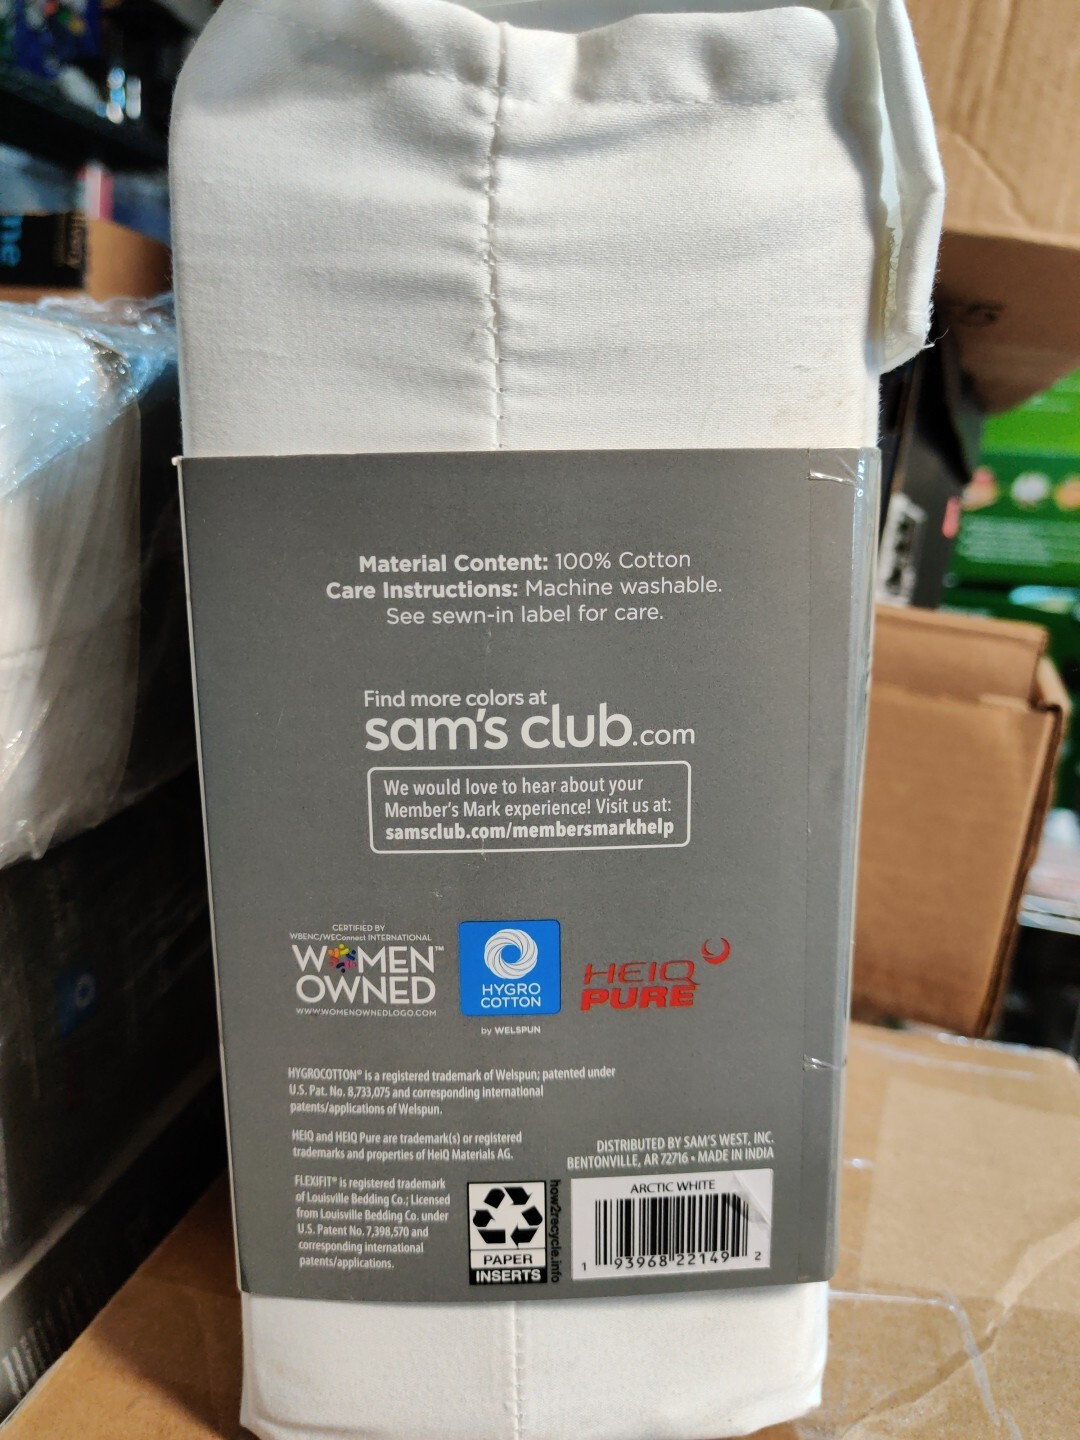 Material Content: 100% Cotton
Care Instructions: Machine washable.
See sewn-in label for care.
Find more colors at
sam's club.com
We would love to hear about your
Member's Mark experience! Visit us at:
samsclub.com/membersmarkhelp
CERTIFIED BY
WBENC/WEConnect INTERNATIONAL
WOMEN™
OWNED
WWW.WOMENOWNEDLOGO.COM
HYGRO
COTTON
by WELSPUN
HEIQ
PURE
HYGROCOTTON® is a registered trademark of Welspun; patented under
U.S. Pat. No. 8,733,075 and corresponding international
patents/applications of Welspun.
HEIQ and HEIQ Pure are trademark(s) or registered
trademarks and properties of HeiQ Materials AG.
FLEXIFIT® is registered trademark
of Louisville Bedding Co.; Licensed
from Louisville Bedding Co. under
U.S. Patent No. 7,398,570 and
corresponding international
patents/applications.
PAPER
INSERTS
how2recycle.info
DISTRIBUTED BY SAM'S WEST, INC.
BENTONVILLE, AR 72716 • MADE IN INDIA
ARCTIC WHITE
1 93968 22149 2